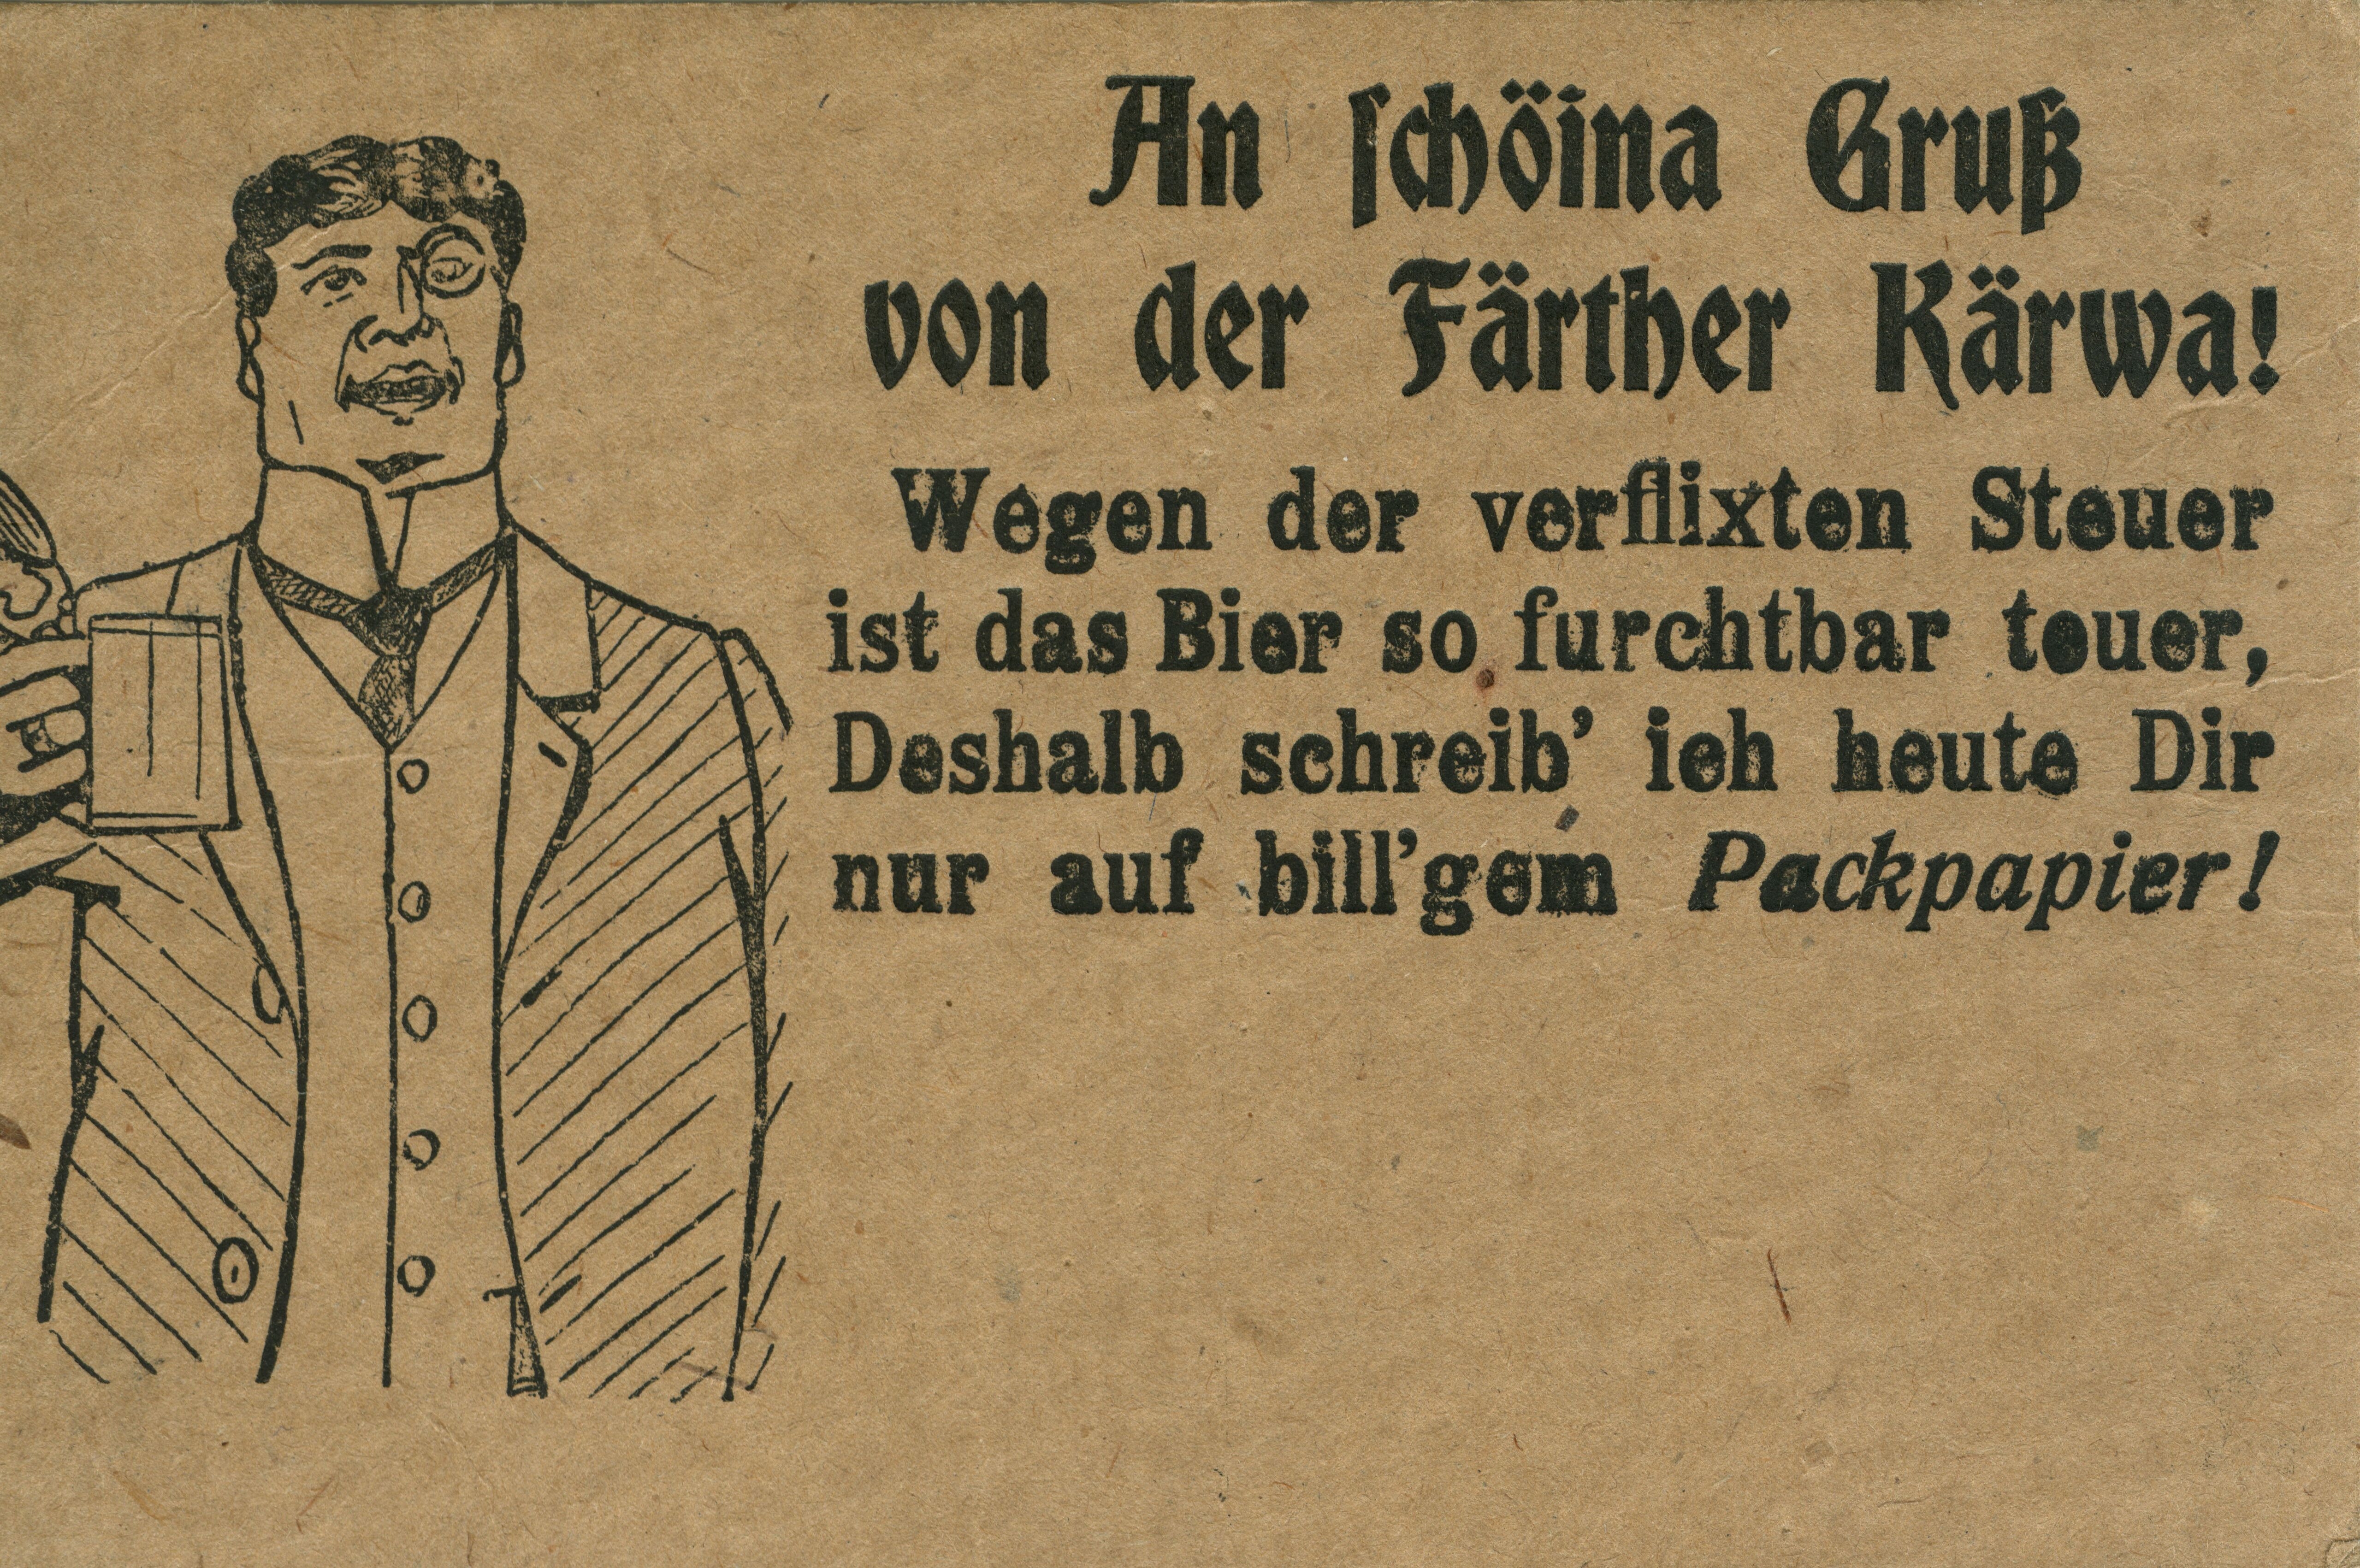 An ſchöina Gruß
von der Färther Kärwa!
Wegen der verflixten Steuer
ist das Bier so furchtbar teuer,
Deshalb schreib' ich heute Dir
nur auf bill'gem Packpapier!